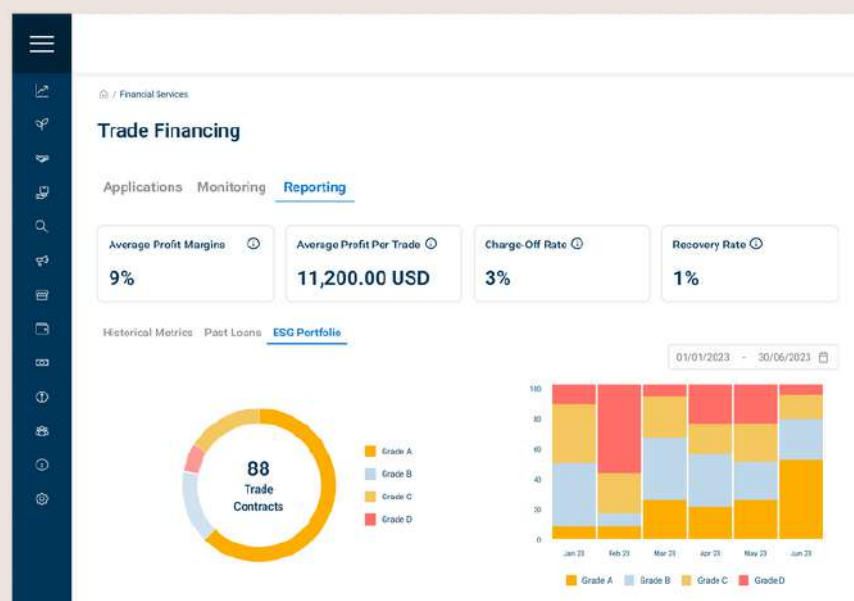 / Financial Services
Trade Financing
Applications Monitoring Reporting
Average Profit Margins
9%
Average Profit Per Trade
11,200.00 USD
Charge-Off Rate
3%
Recovery Rate
1%
Historical Metrics Past Loans ESG Portfolio
01/01/2023 - 30/06/2023
88
Trade
Contracts
Grade A
Grade B
Grade C
Grade D
100
80
60
40
20
0
Jan 23 Feb 23 Mar 23 Apr 23 May 23 Jun 23
Grade A Grade B Grade C Grade D